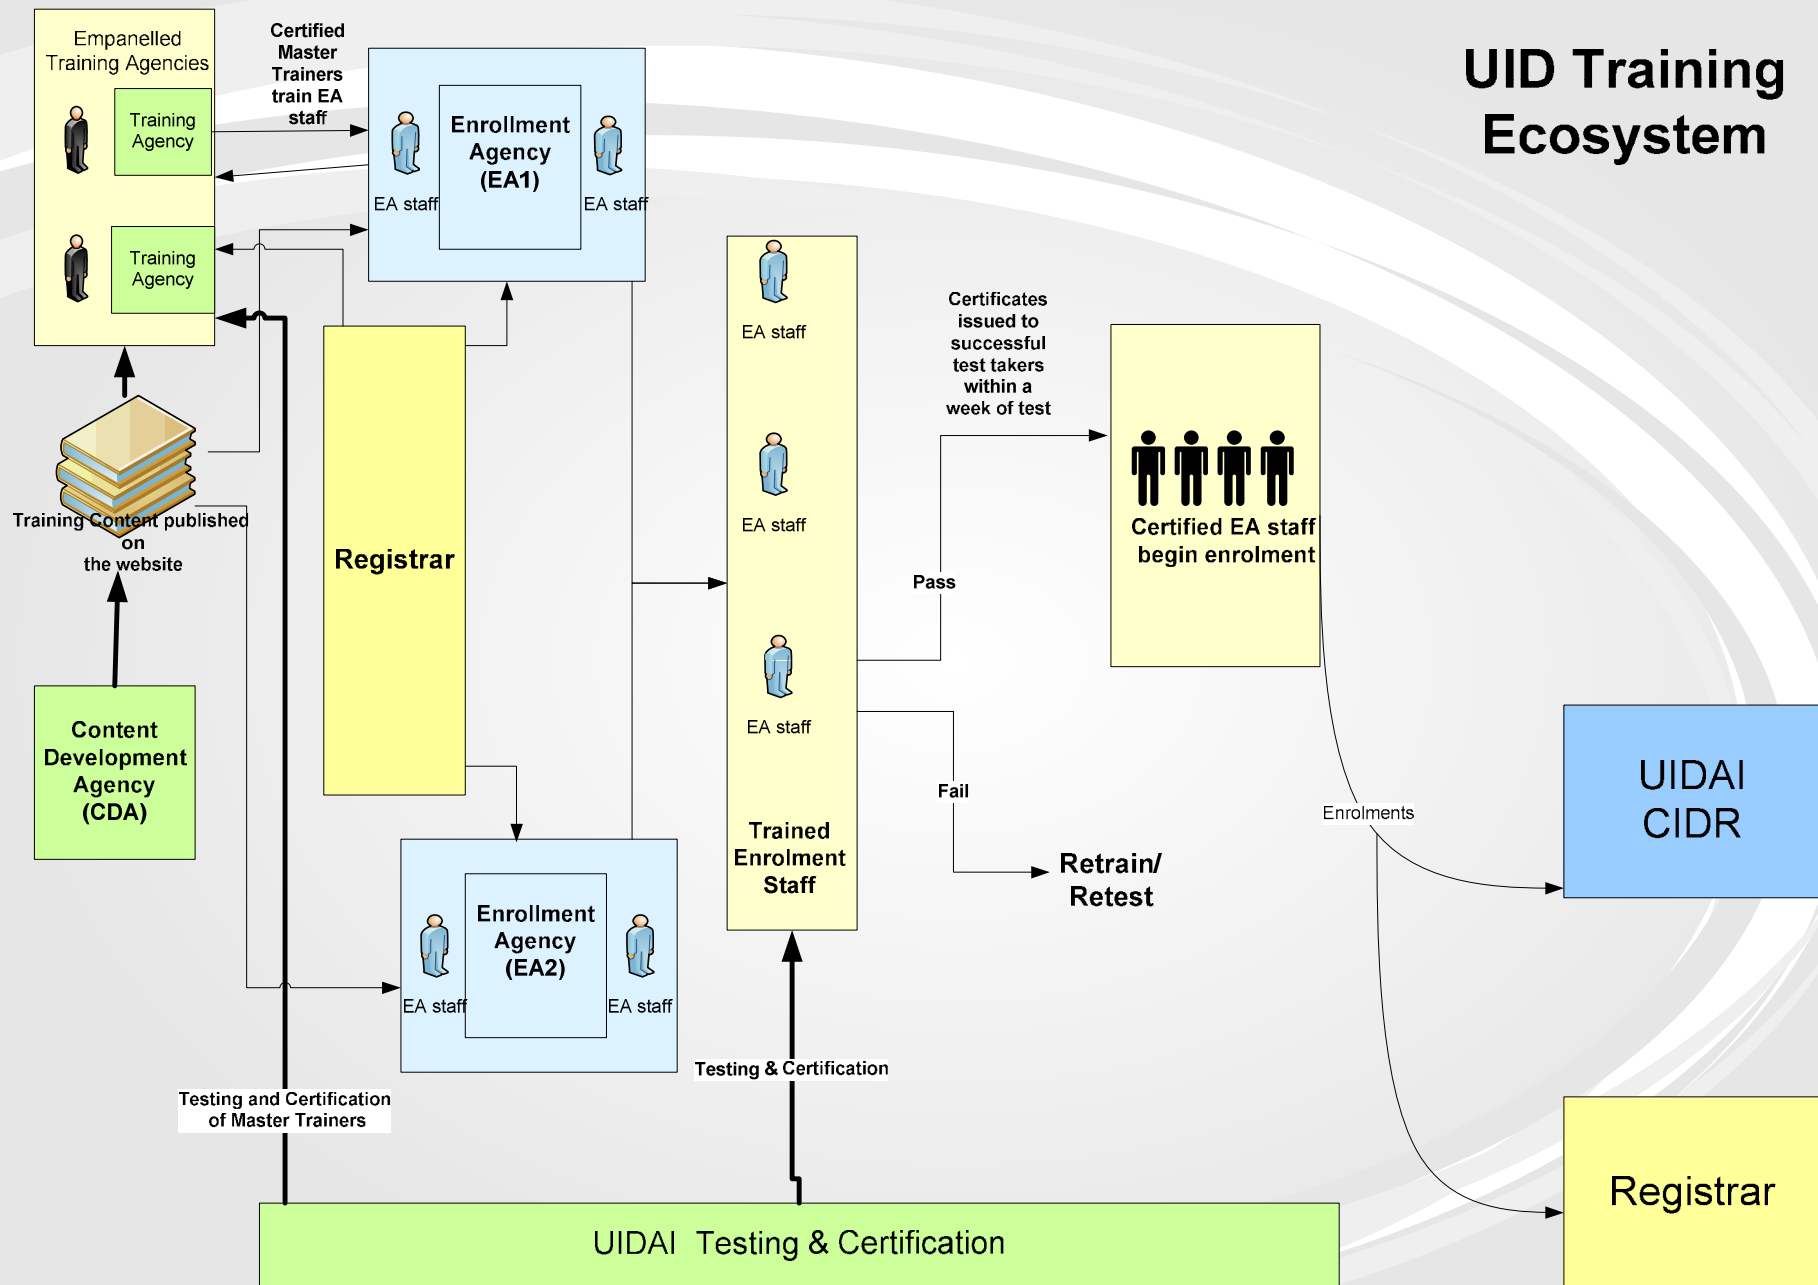 UID Training
Ecosystem
Empanelled
Training Agencies
Training
Agency
Training
Agency
Certified
Master
Trainers
train EA
staff
Enrollment
Agency
(EA1)
EA staff
EA staff
Training Content published
on
the website
Content
Development
Agency
(CDA)
Registrar
Enrollment
Agency
(EA2)
EA staff
EA staff
EA staff
EA staff
EA staff
Trained
Enrolment
Staff
Certificates
issued to
successful
test takers
within a
week of test
Pass
Fail
Retrain/
Retest
Certified EA staff
begin enrolment
Enrolments
UIDAI
CIDR
Registrar
Testing and Certification
of Master Trainers
Testing & Certification
UIDAI Testing & Certification